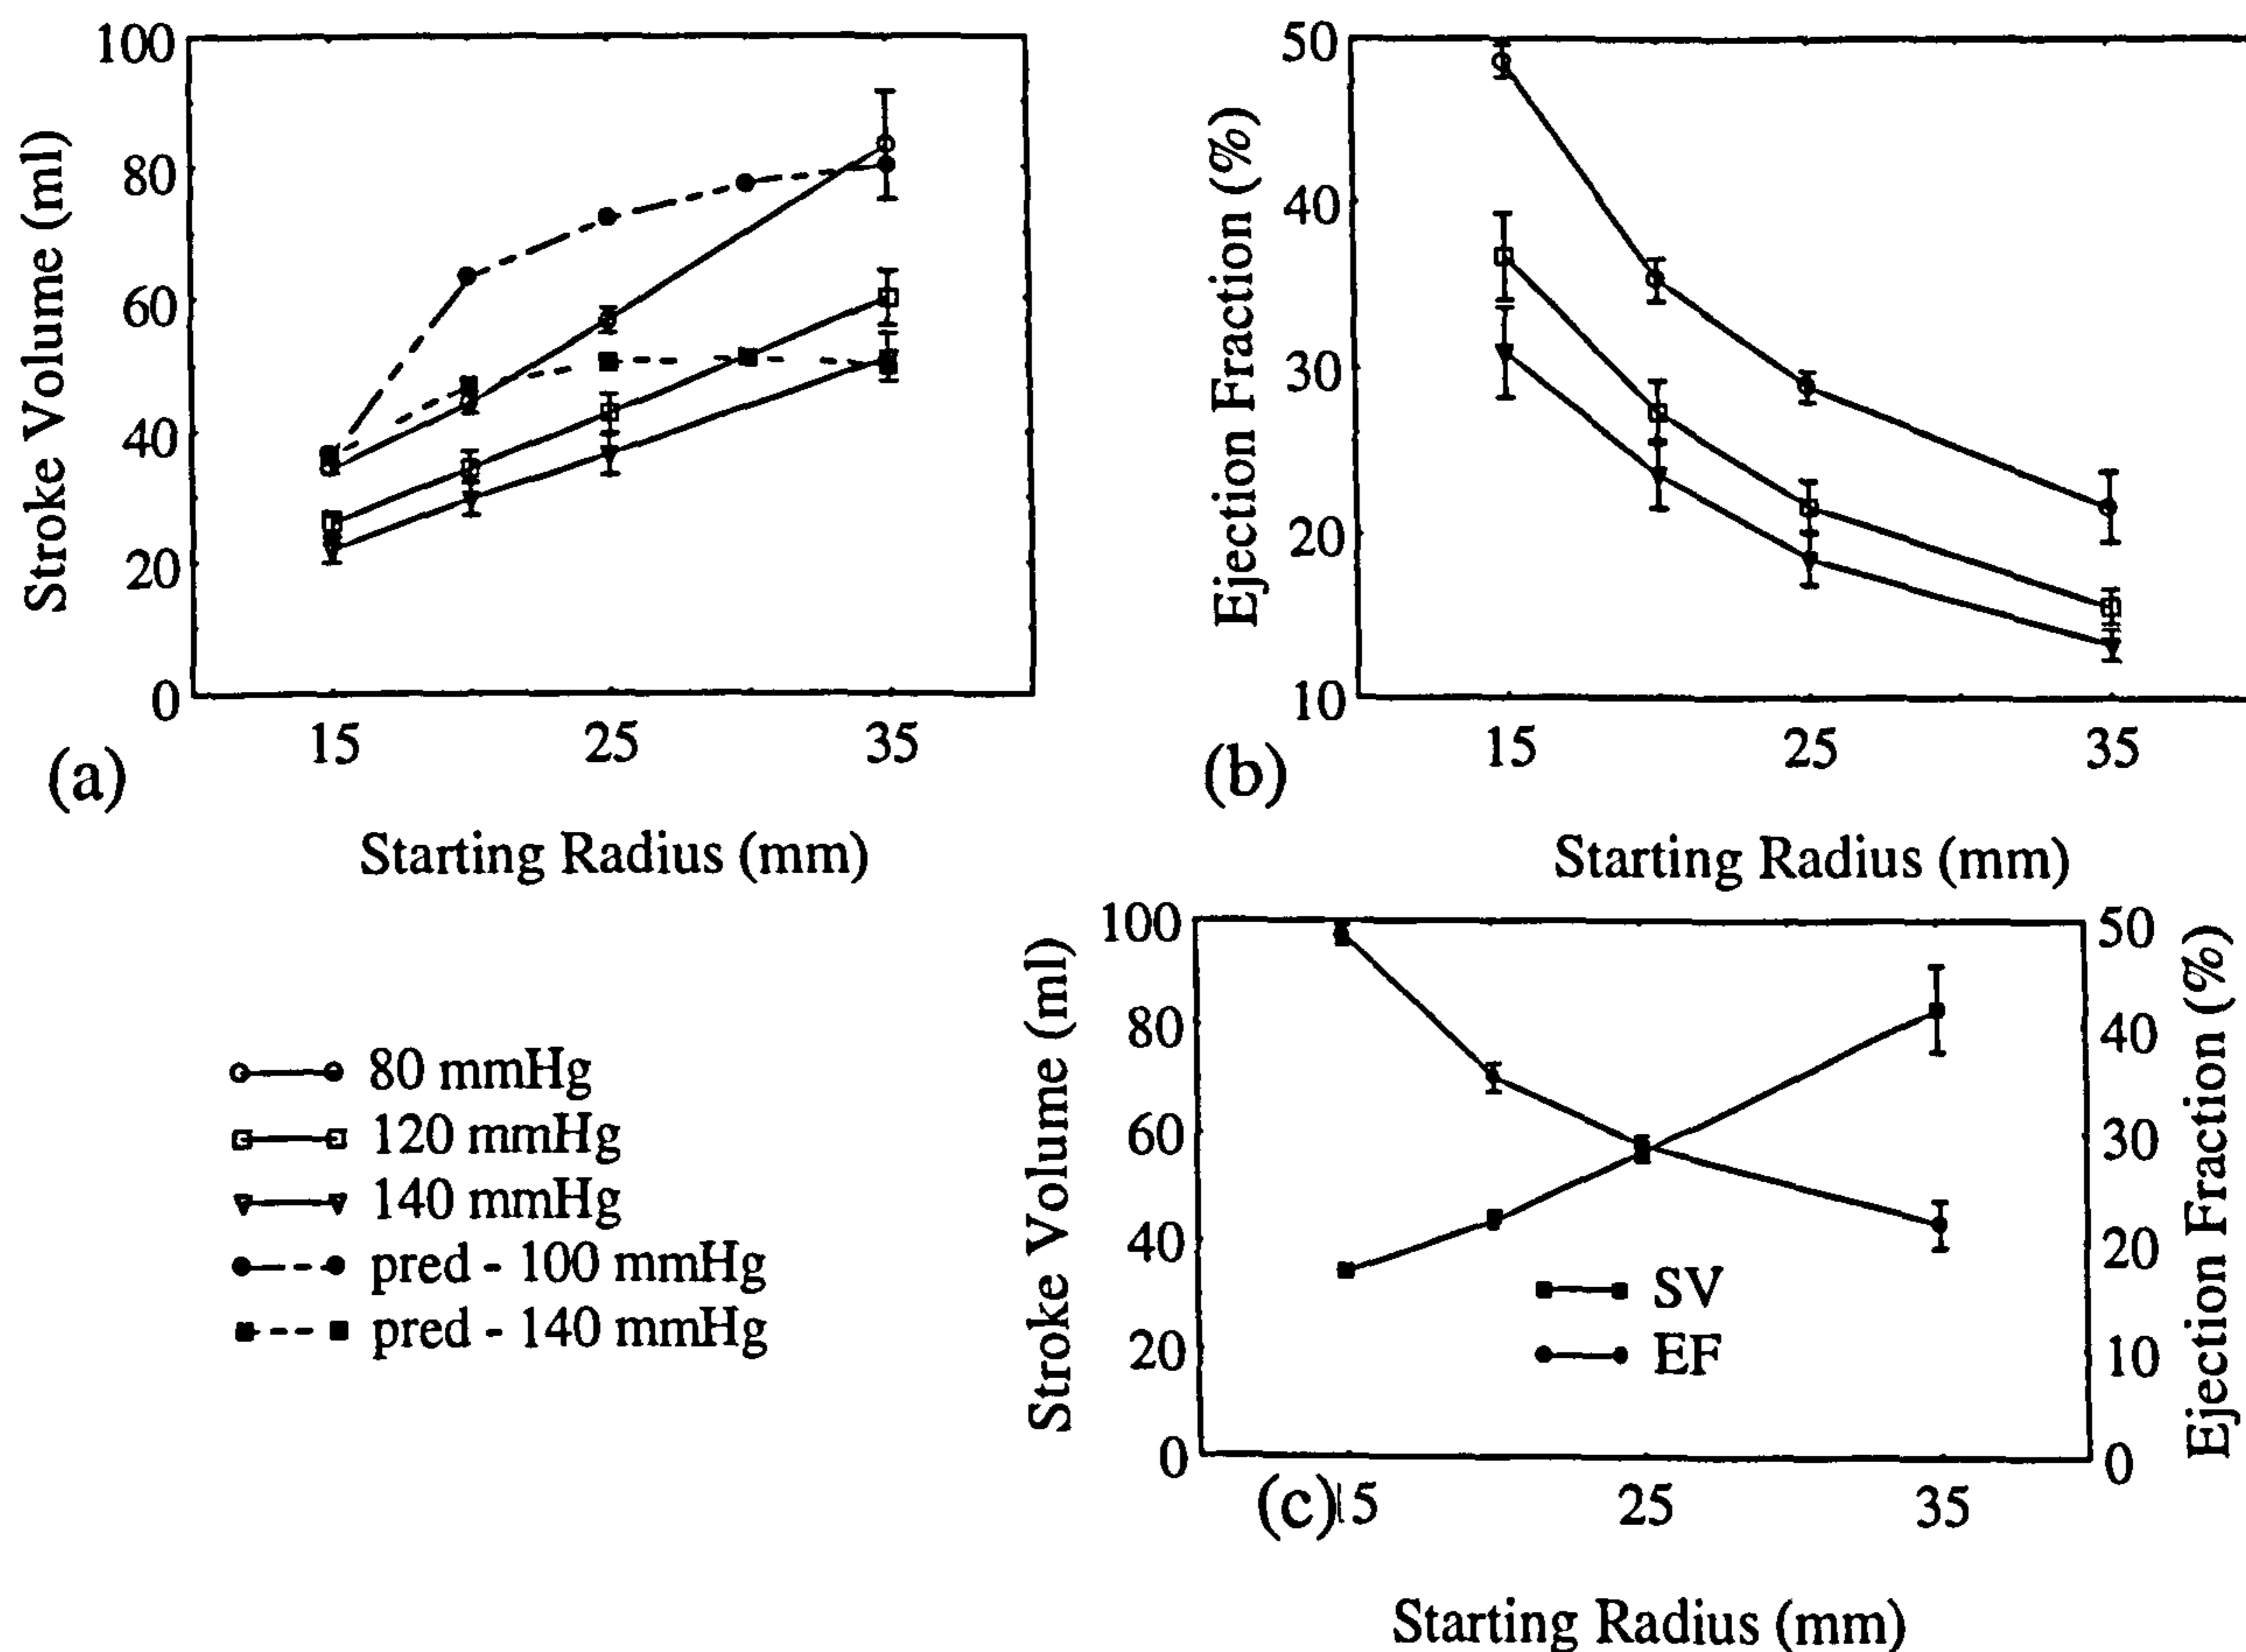 100
80
60
40
20
0
Stroke Volume (ml)
15 25 35
(a)
Starting Radius (mm)
50
40
30
20
10
Ejection Fraction (%)
15 25 35
(b)
Starting Radius (mm)
80 mmHg
120 mmHg
140 mmHg
pred - 100 mmHg
pred - 140 mmHg
100
80
60
40
20
0
Stroke Volume (ml)
SV
EF
50
40
30
20
10
0
Ejection Fraction (%)
(c) 15 25 35
Starting Radius (mm)